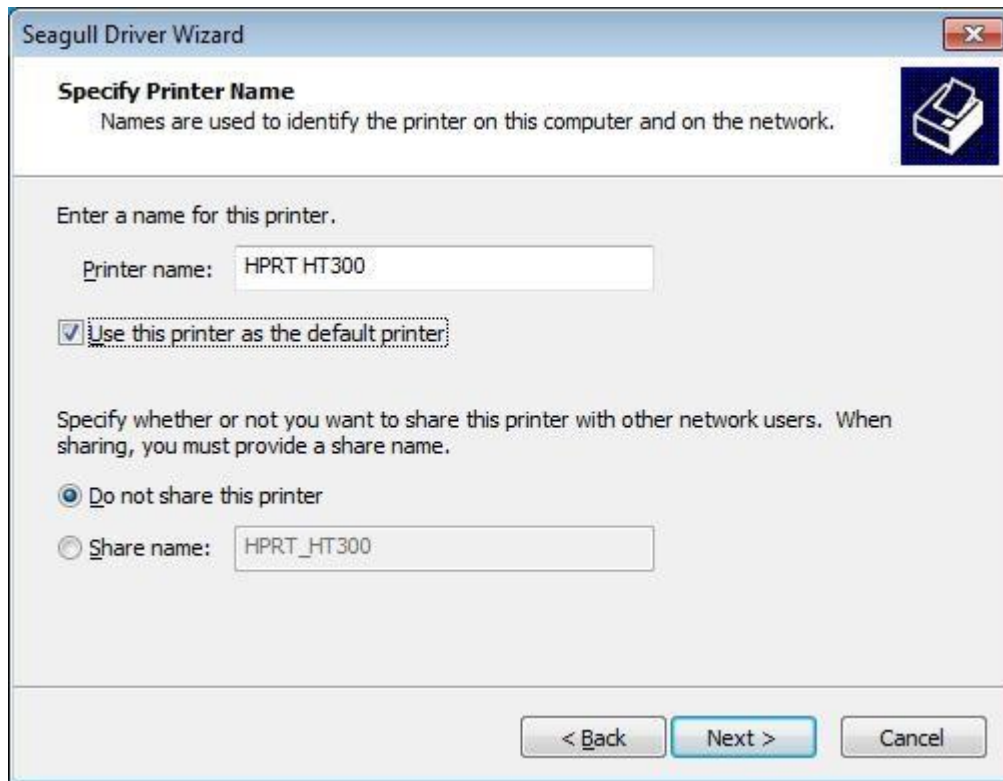 Seagull Driver Wizard
Specify Printer Name
Names are used to identify the printer on this computer and on the network.
Enter a name for this printer.
Printer name: HPRT HT300
Use this printer as the default printer
Specify whether or not you want to share this printer with other network users.  When
sharing, you must provide a share name.
Do not share this printer
Share name: HPRT_HT300
< Back Next > Cancel